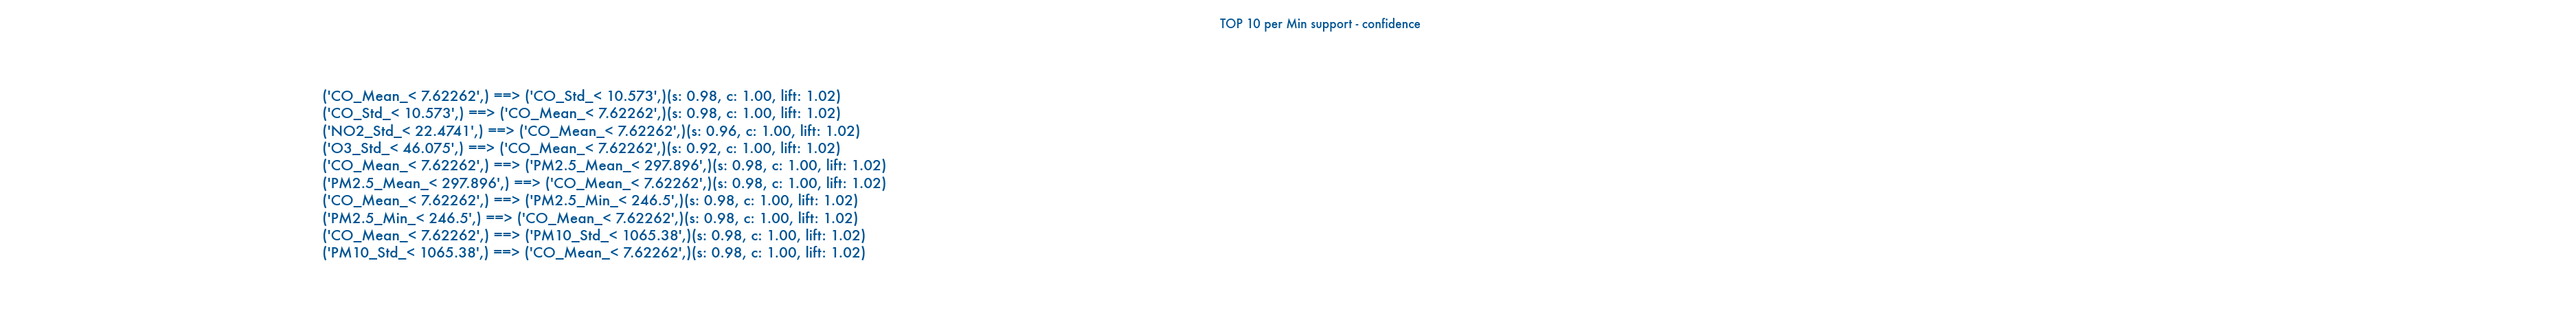 TOP 10 per Min support - confidence
('CO_Mean_< 7.62262',) ==> ('CO_Std_< 10.573',)(s: 0.98, c: 1.00, lift: 1.02)
('CO_Std_< 10.573',) ==> ('CO_Mean_< 7.62262',)(s: 0.98, c: 1.00, lift: 1.02)
('NO2_Std_< 22.4741',) ==> ('CO_Mean_< 7.62262',)(s: 0.96, c: 1.00, lift: 1.02)
('O3_Std_< 46.075',) ==> ('CO_Mean_< 7.62262',)(s: 0.92, c: 1.00, lift: 1.02)
('CO_Mean_< 7.62262',) ==> ('PM2.5_Mean_< 297.896',)(s: 0.98, c: 1.00, lift: 1.02)
('PM2.5_Mean_< 297.896',) ==> ('CO_Mean_< 7.62262',)(s: 0.98, c: 1.00, lift: 1.02)
('CO_Mean_< 7.62262',) ==> ('PM2.5_Min_< 246.5',)(s: 0.98, c: 1.00, lift: 1.02)
('PM2.5_Min_< 246.5',) ==> ('CO_Mean_< 7.62262',)(s: 0.98, c: 1.00, lift: 1.02)
('CO_Mean_< 7.62262',) ==> ('PM10_Std_< 1065.38',)(s: 0.98, c: 1.00, lift: 1.02)
('PM10_Std_< 1065.38',) ==> ('CO_Mean_< 7.62262',)(s: 0.98, c: 1.00, lift: 1.02)